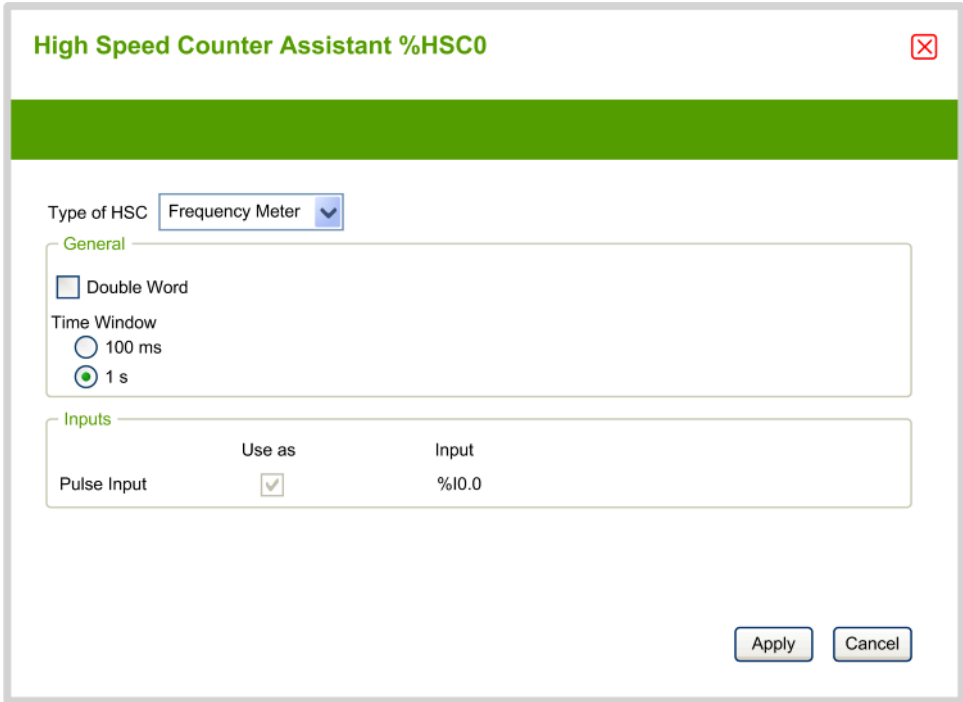 High Speed Counter Assistant %HSC0
Type of HSC Frequency Meter
General
Double Word
Time Window
100 ms
1 s
Inputs
Use as Input
Pulse Input %I0.0
Apply Cancel